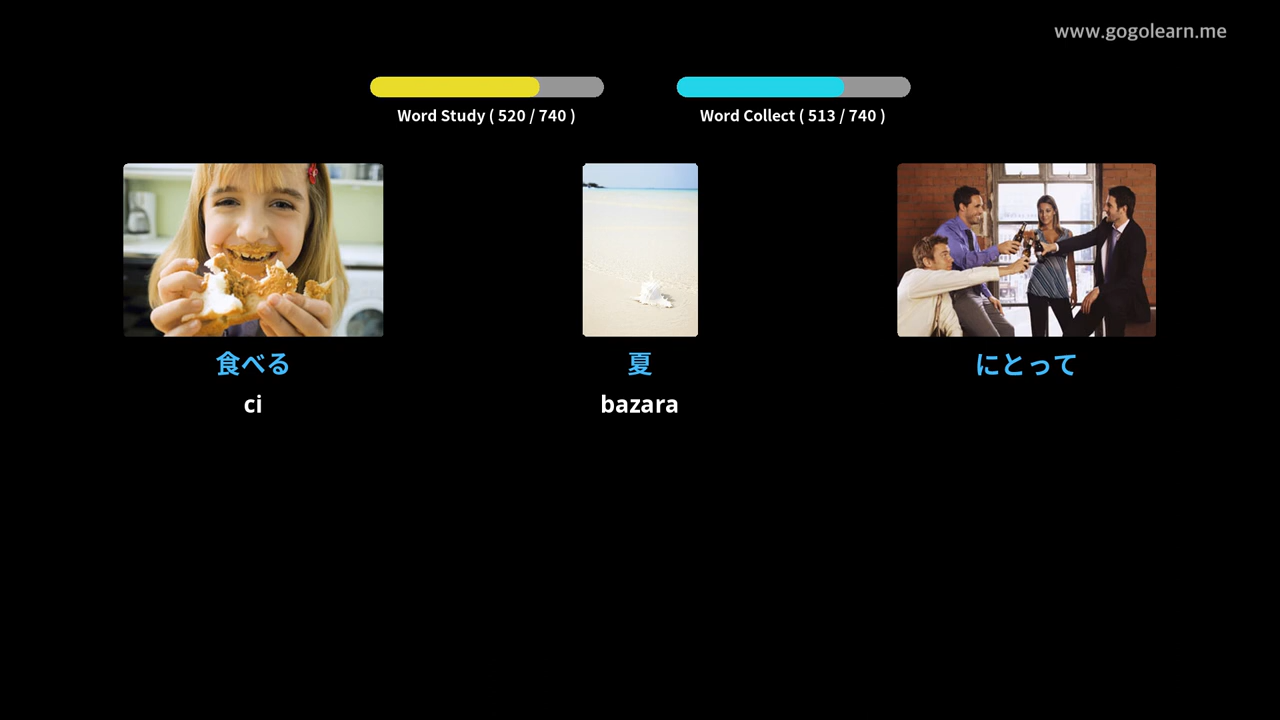 www.gogolearn.me
Word Study ( 520 / 740 )
Word Collect ( 513 / 740 )
食べる
夏
にとって
ci
bazara